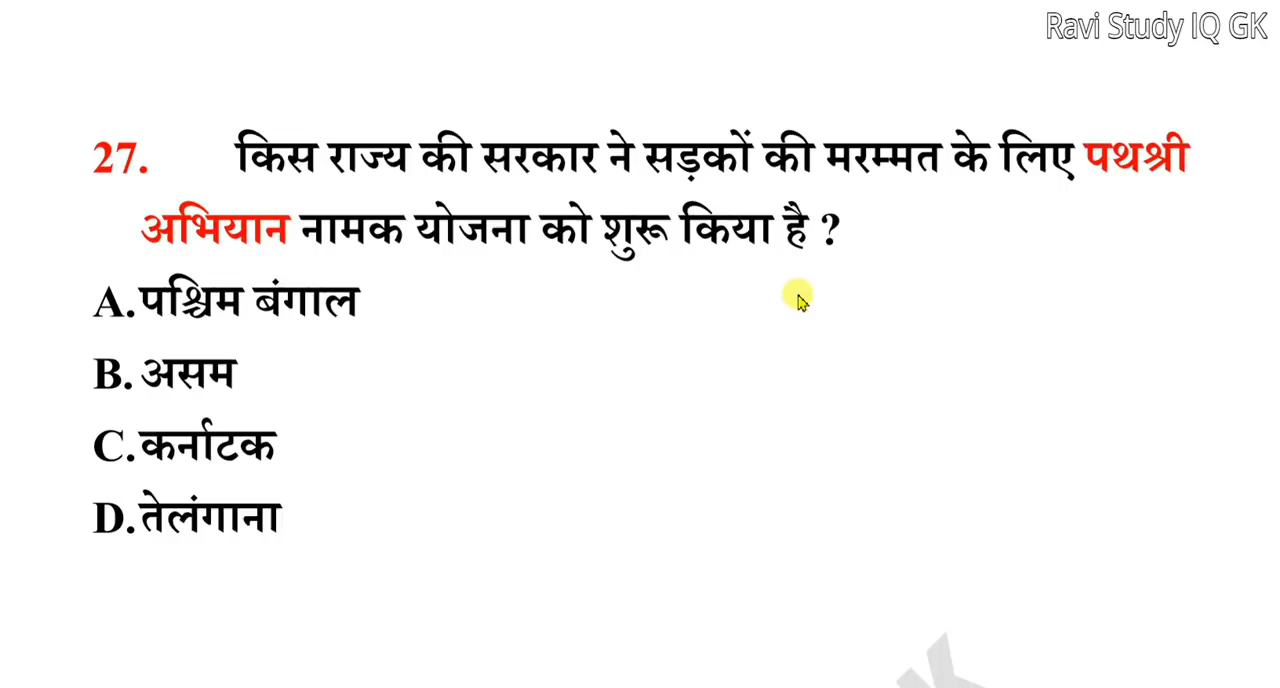 Ravi Study IQ GK
27. किस राज्य की सरकार ने सड़कों की मरम्मत के लिए पथश्री
अभियान नामक योजना को शुरू किया है ?
A.पश्चिम बंगाल
B. असम
C.कर्नाटक
D.तेलंगाना